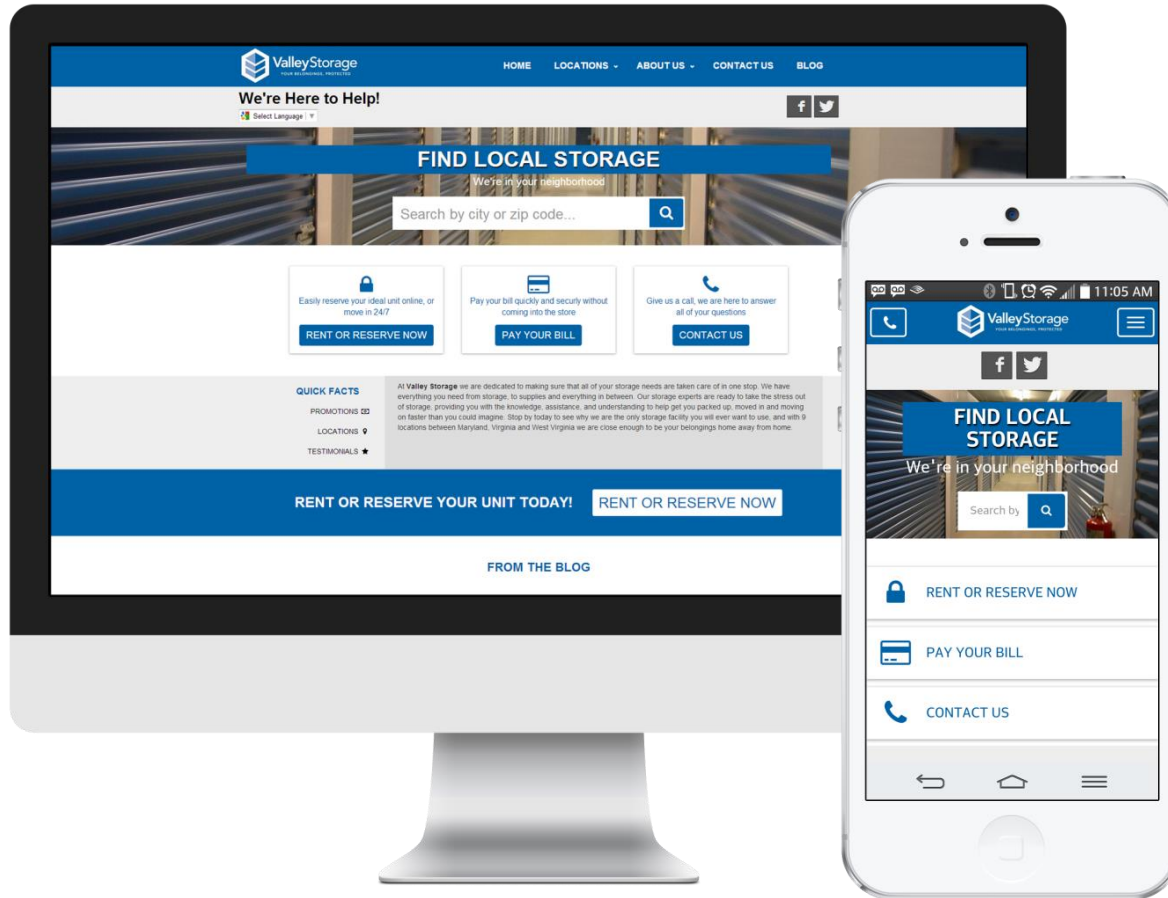 ValleyStorage
YOUR BELONGINGS, PROTECTED
HOME LOCATIONS ABOUT US CONTACT US BLOG
We're Here to Help!
Select Language
FIND LOCAL STORAGE
We're in your neighborhood
Search by city or zip code...
Easily reserve your ideal unit online, or
move in 24/7
RENT OR RESERVE NOW
Pay your bill quickly and securly without
coming into the store
PAY YOUR BILL
Give us a call, we are here to answer
all of your questions
CONTACT US
QUICK FACTS
PROMOTIONS
LOCATIONS
TESTIMONIALS
At Valley Storage we are dedicated to making sure that all of your storage needs are taken care of in one stop. We have
everything you need from storage, to supplies and everything in between. Our storage experts are ready to take the stress out
of storage, providing you with the knowledge, assistance, and understanding to help get you packed up, moved in and moving
on faster than you could imagine. Stop by today to see why we are the only storage facility you will ever want to use, and with 9
locations between Maryland, Virginia and West Virginia we are close enough to be your belongings home away from home.
RENT OR RESERVE YOUR UNIT TODAY! RENT OR RESERVE NOW
FROM THE BLOG
11:05 AM
ValleyStorage
YOUR BELONGINGS, PROTECTED
FIND LOCAL
STORAGE
We're in your neighborhood
Search by
RENT OR RESERVE NOW
PAY YOUR BILL
CONTACT US